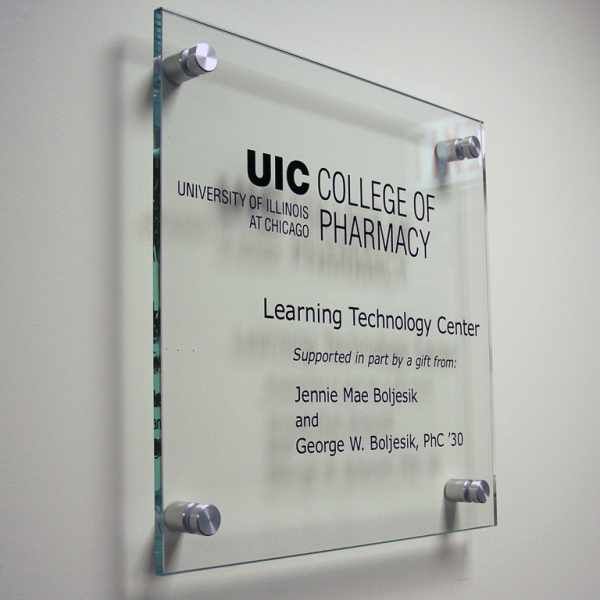 UIC COLLEGE OF
UNIVERSITY OF ILLINOIS
AT CHICAGO PHARMACY
Learning Technology Center
Supported in part by a gift from:
Jennie Mae Boljesik
and
George W. Boljesik, PhC '30